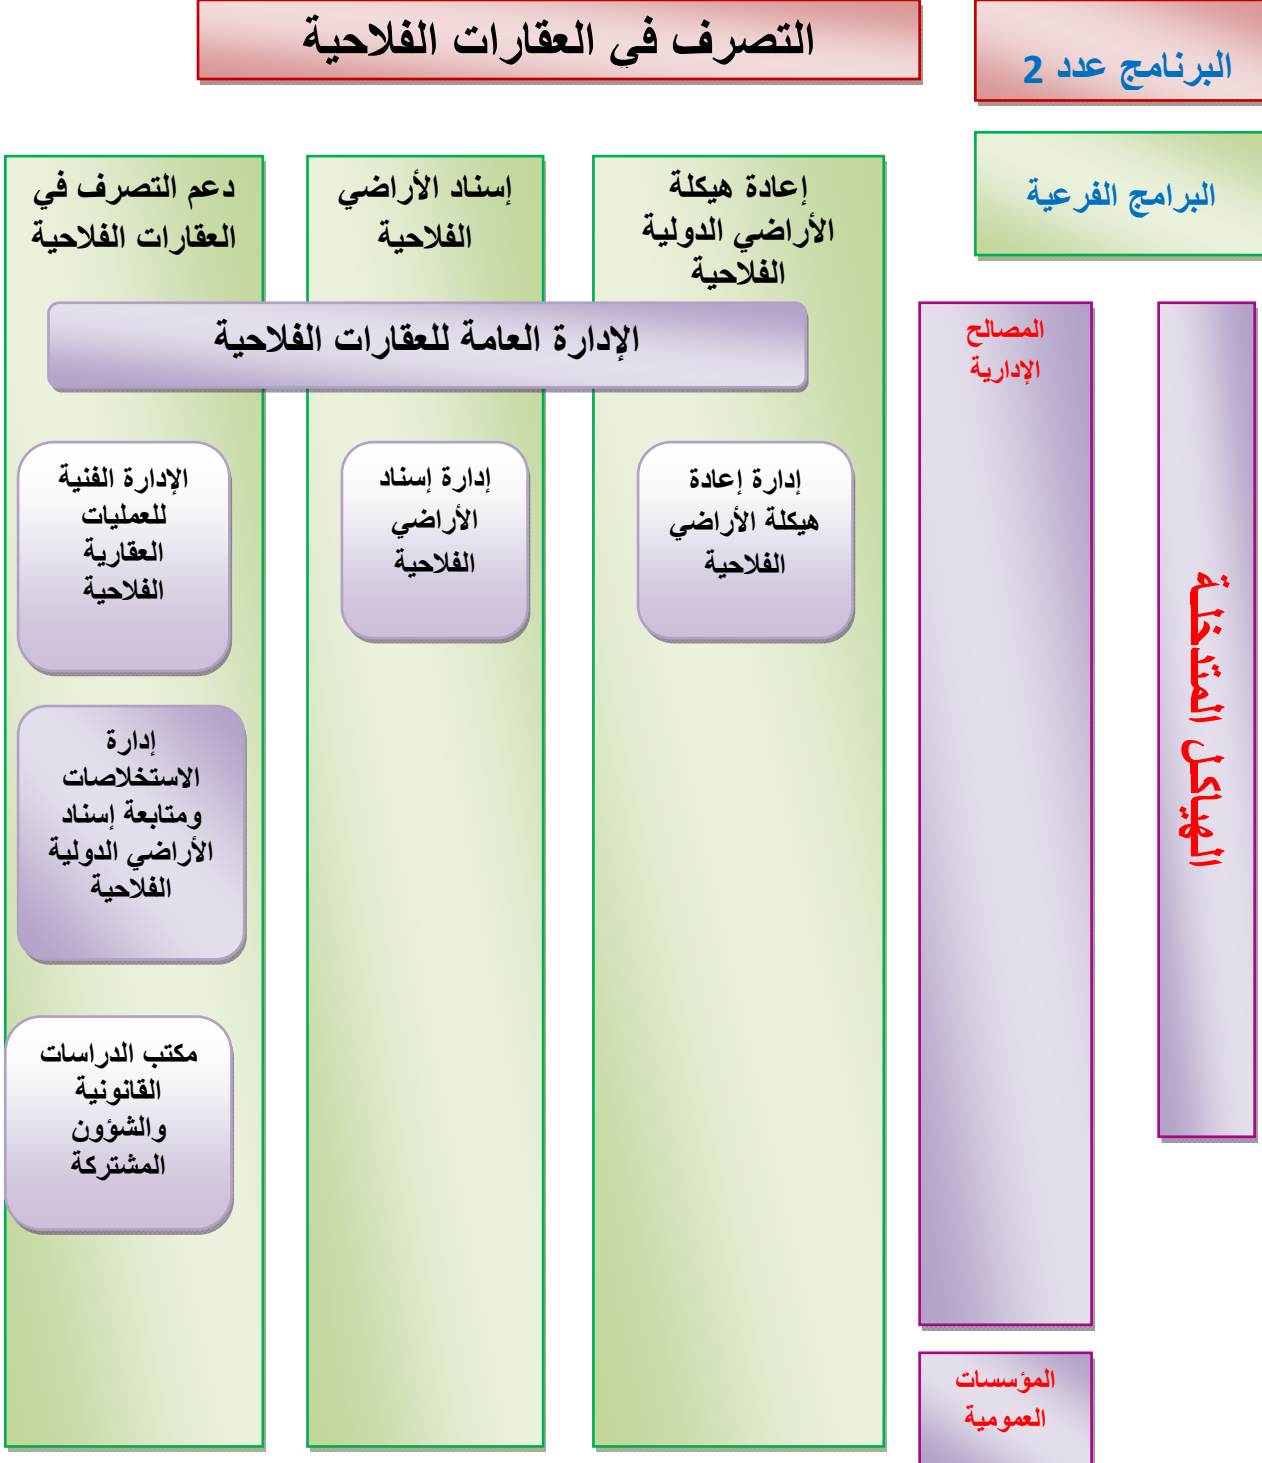 البرنامج عدد 2
التصرف في العقارات الفلاحية
البرامج الفرعية
إعادة هيكلة
الأراضي الدولية
الفلاحية
إسناد الأراضي
الفلاحية
دعم التصرف في
العقارات الفلاحية
الهياكل المتدخلة
المصالح
الإدارية
الإدارة العامة للعقارات الفلاحية
إدارة إعادة
هيكلة الأراضي
الفلاحية
إدارة إسناد
الأراضي
الفلاحية
الإدارة الفنية
للعمليات
العقارية
الفلاحية
إدارة
الاستخلاصات
ومتابعة إسناد
الأراضي الدولية
الفلاحية
مكتب الدراسات
القانونية
والشؤون
المشتركة
المؤسسات
العمومية